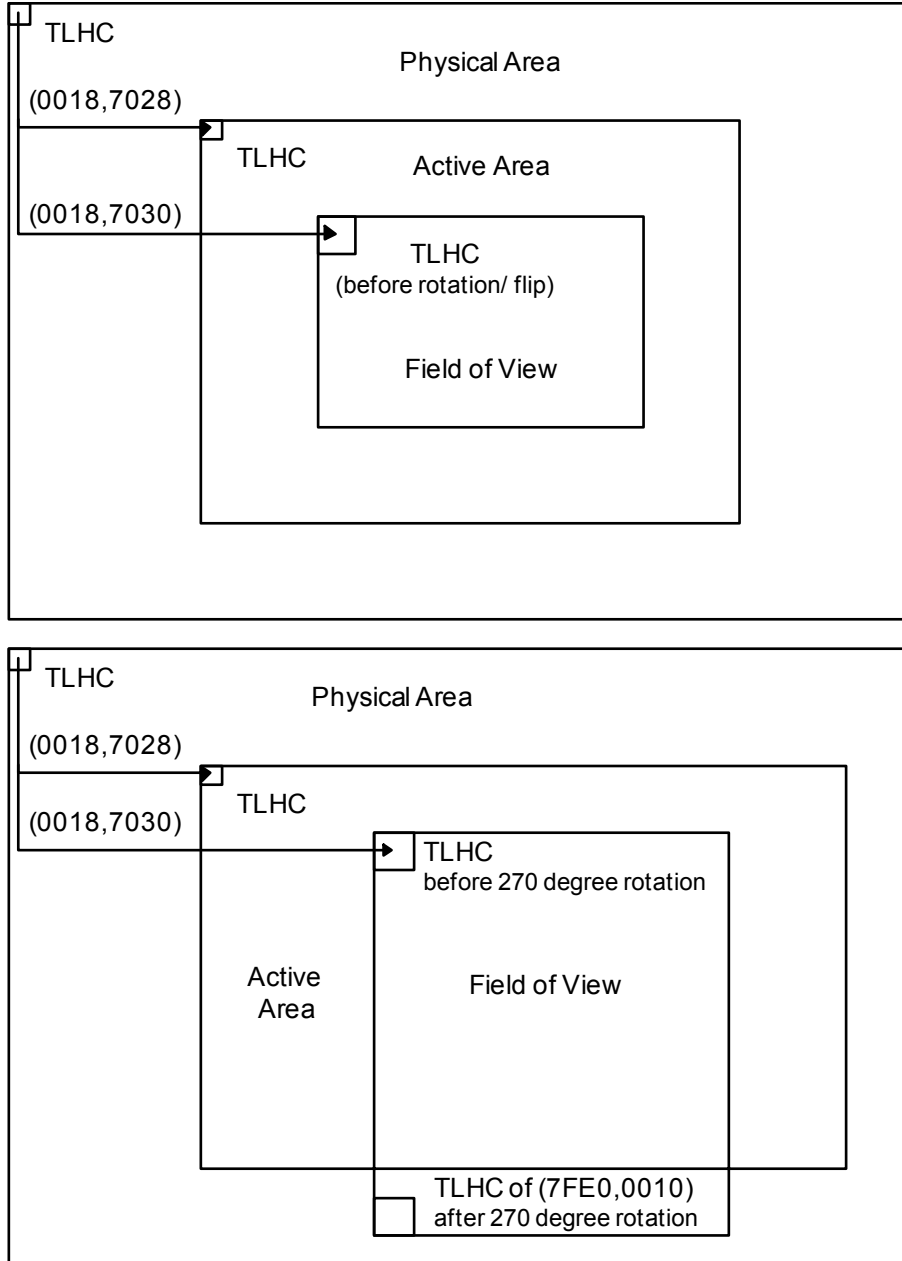 TLHC
Physical Area
(0018,7028)
TLHC
Active Area
(0018,7030)
TLHC
(before rotation/ flip)
Field of View
TLHC
Physical Area
(0018,7028)
TLHC
(0018,7030)
TLHC
before 270 degree rotation
Active
Area
Field of View
TLHC of (7FE0,0010)
after 270 degree rotation